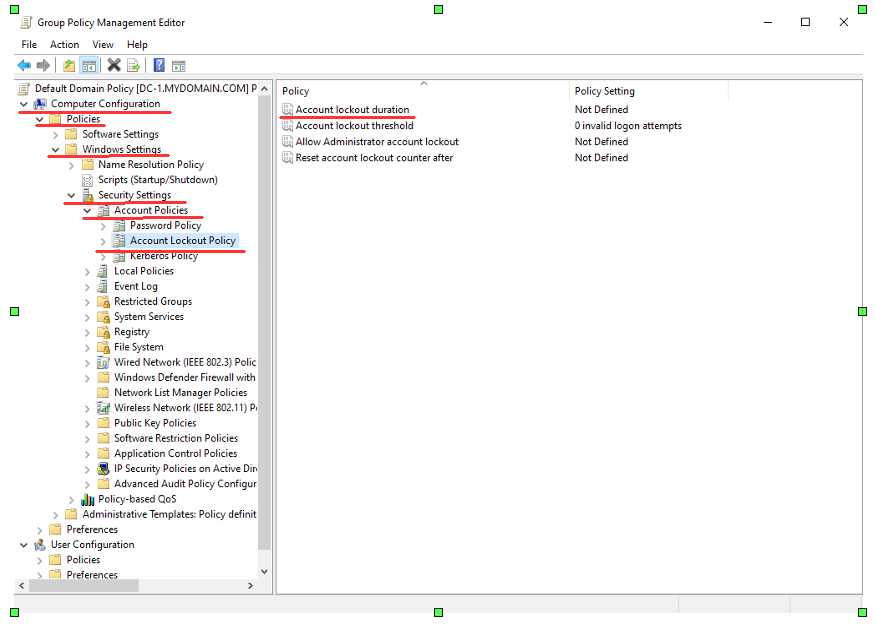 Group Policy Management Editor
File Action View Help
Default Domain Policy [DC-1.MYDOMAIN.COM] P
Computer Configuration
Policies
Software Settings
Windows Settings
Name Resolution Policy
Scripts (Startup/Shutdown)
Security Settings
Account Policies
Password Policy
Account Lockout Policy
Kerberos Policy
Local Policies
Event Log
Restricted Groups
System Services
Registry
File System
Wired Network (IEEE 802.3) Polic
Windows Defender Firewall with
Network List Manager Policies
Wireless Network (IEEE 802.11) P
Public Key Policies
Software Restriction Policies
Application Control Policies
IP Security Policies on Active Dir
Advanced Audit Policy Configur
Policy-based QoS
Administrative Templates: Policy definit
Preferences
User Configuration
Policies
Preferences
Policy Policy Setting
Account lockout duration Not Defined
Account lockout threshold 0 invalid logon attempts
Allow Administrator account lockout Not Defined
Reset account lockout counter after Not Defined